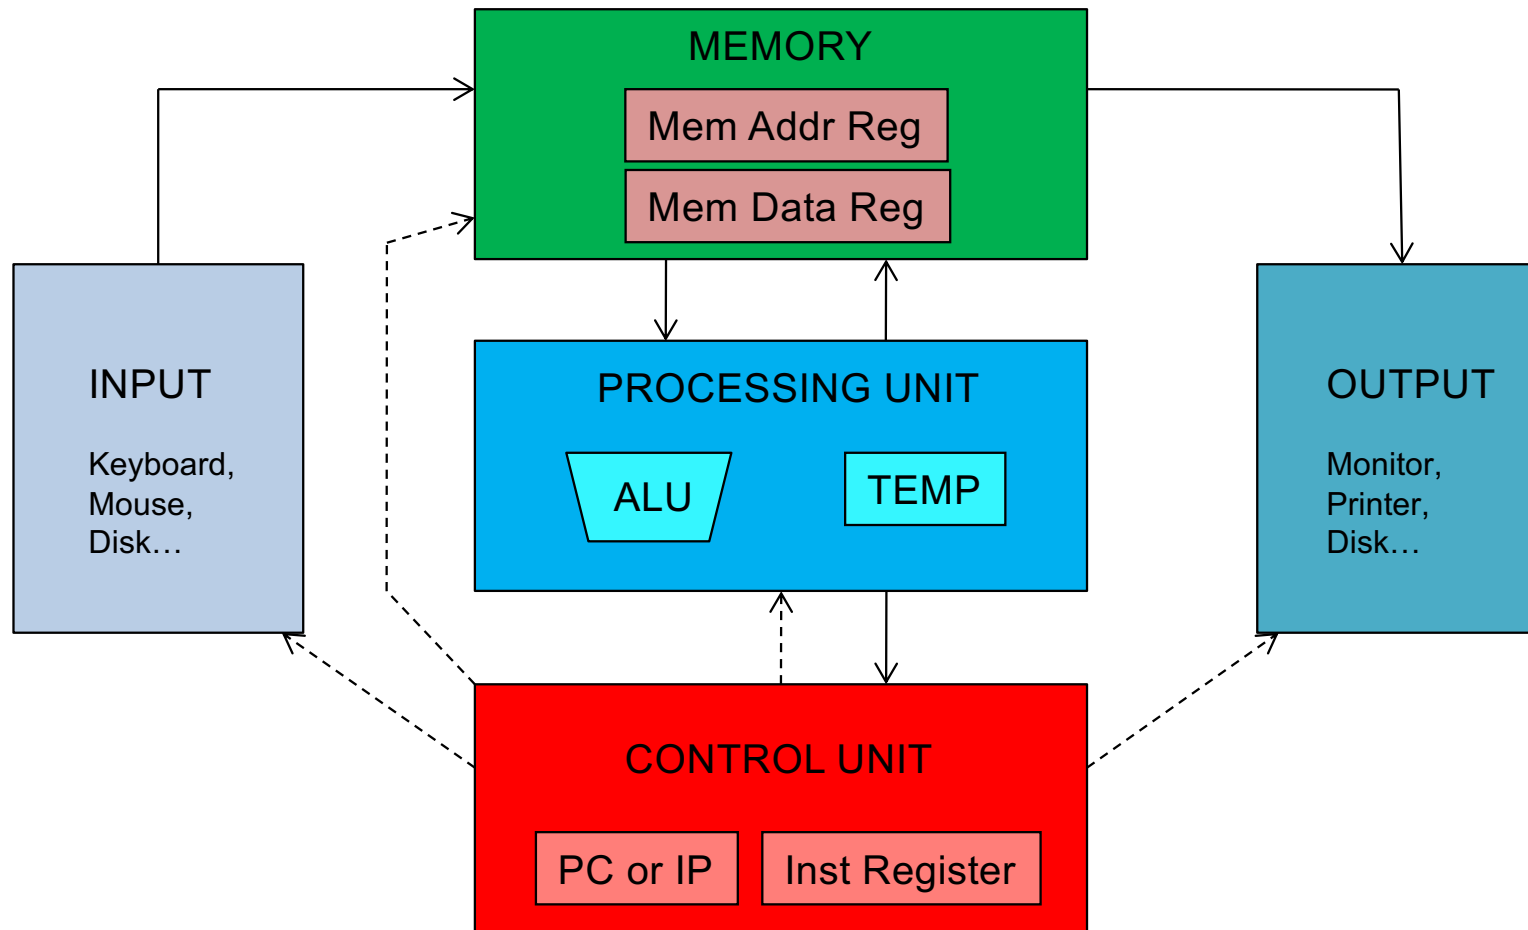 MEMORY
Mem Addr Reg
Mem Data Reg
INPUT
Keyboard,
Mouse,
Disk…
PROCESSING UNIT
ALU
TEMP
OUTPUT
Monitor,
Printer,
Disk…
CONTROL UNIT
PC or IP
Inst Register